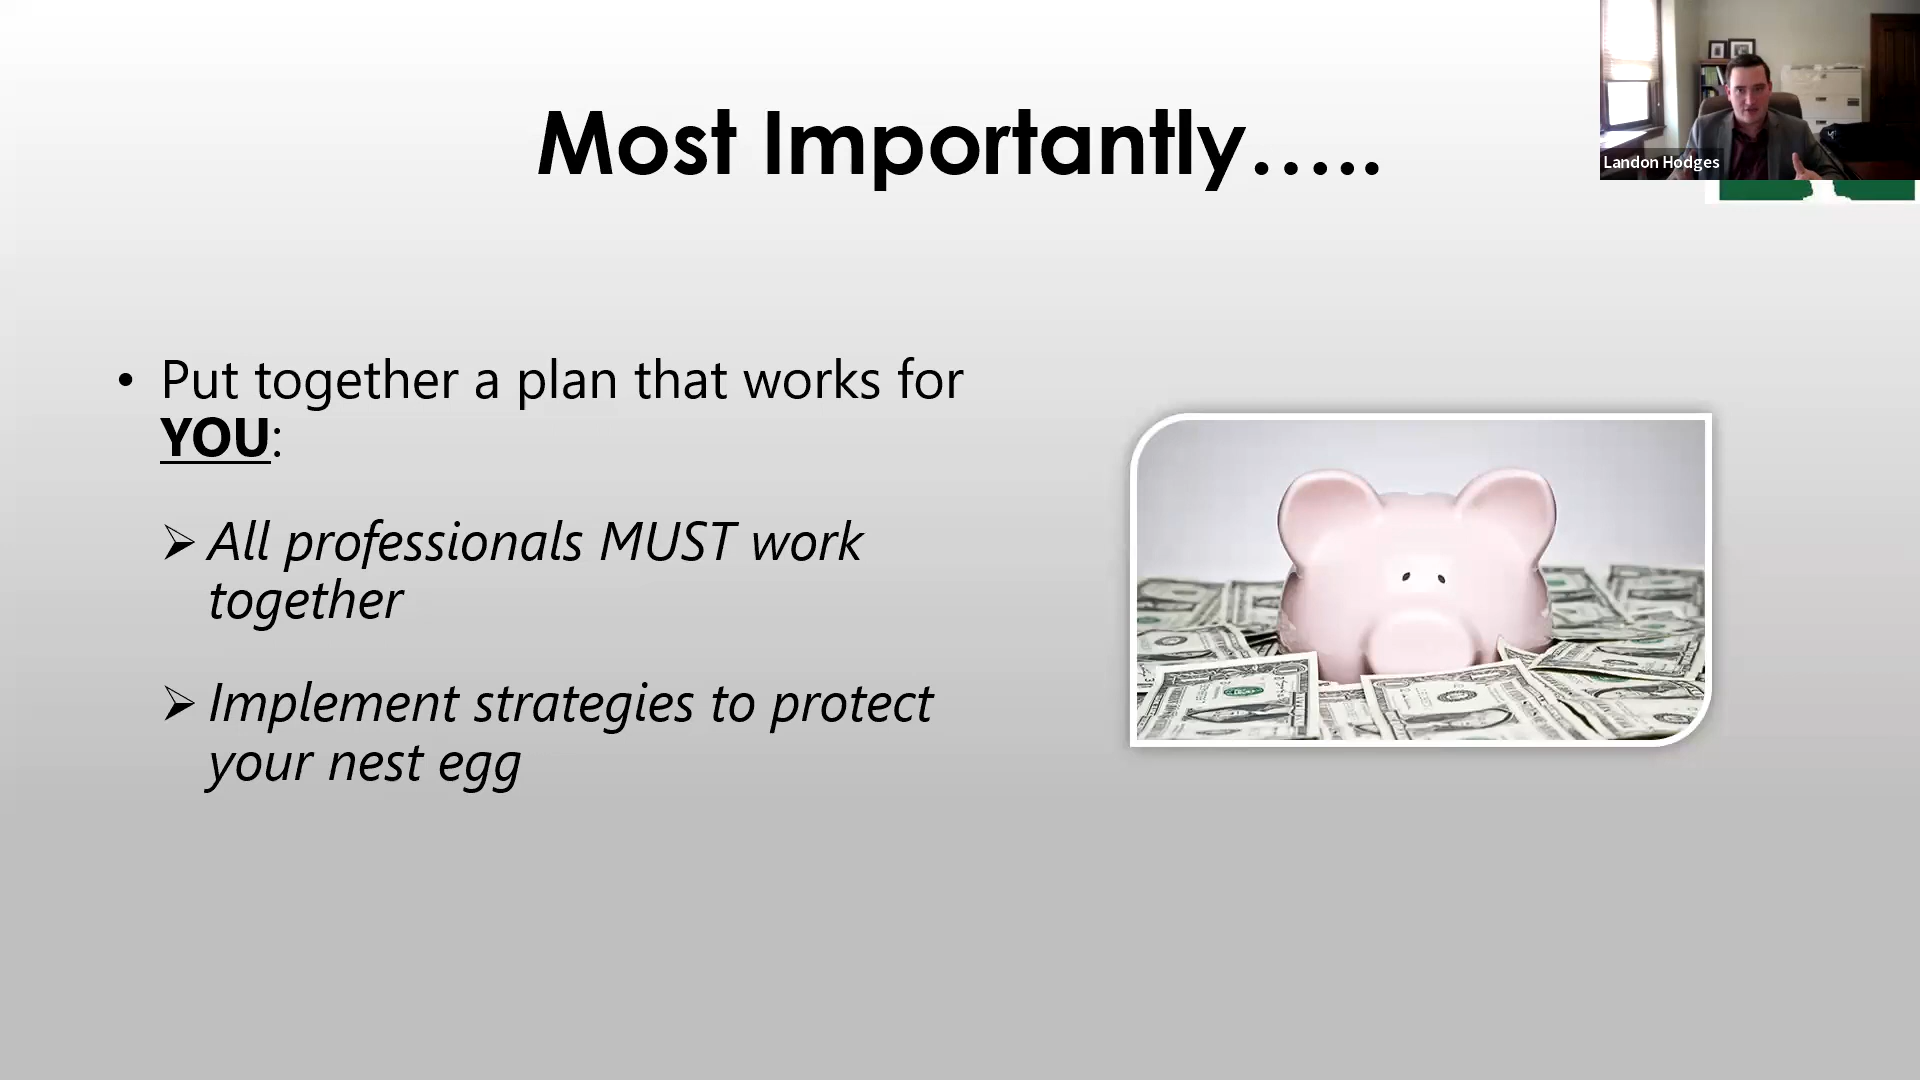 Most Importantly…..
Landon Hodges
• Put together a plan that works for
YOU:
➢ All professionals MUST work
together
➢ Implement strategies to protect
your nest egg